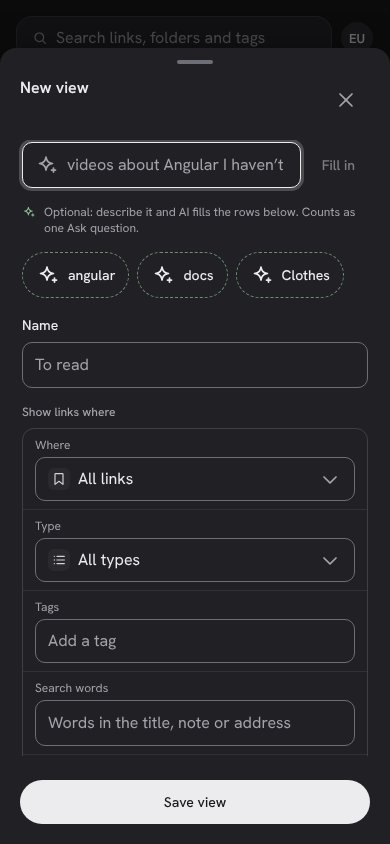 Search links, folders and tags
EU
New view
videos about Angular I haven’t
Fill in
Optional: describe it and AI fills the rows below. Counts as
one Ask question.
angular
docs
Clothes
Name
To read
Show links where
Where
All links
Type
All types
Tags
Add a tag
Search words
Words in the title, note or address
Save view